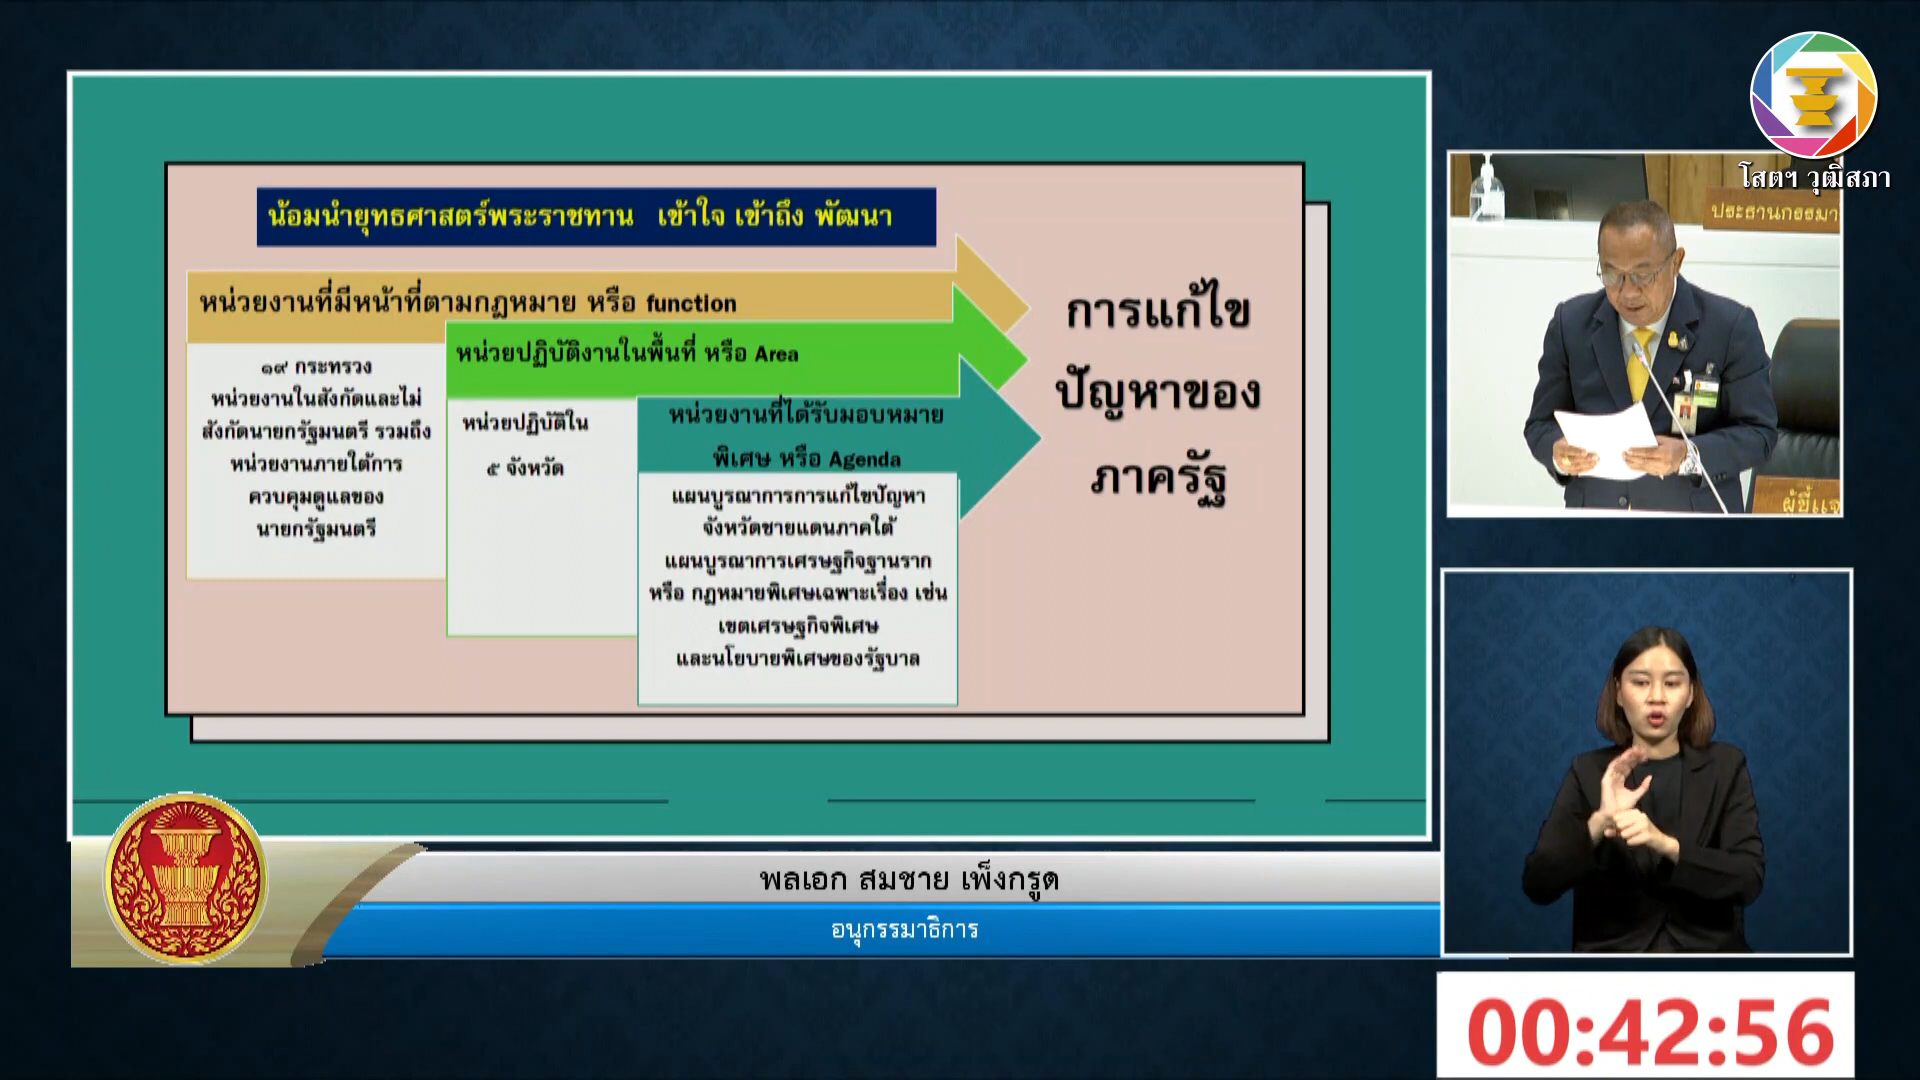 โสตฯ วุฒิสภา
น้อมนำยุทธศาสตร์พระราชทาน เข้าใจ เข้าถึง พัฒนา
หน่วยงานที่มีหน้าที่ตามกฎหมาย หรือ function
๑๙ กระทรวง
หน่วยงานในสังกัดและไม่
สังกัดนายกรัฐมนตรี รวมถึง
หน่วยงานภายใต้การ
ควบคุมดูแลของ
นายกรัฐมนตรี
หน่วยปฏิบัติงานในพื้นที่ หรือ Area
หน่วยปฏิบัติใน
๕ จังหวัด
หน่วยงานที่ได้รับมอบหมาย
พิเศษ หรือ Agenda
แผนบูรณาการการแก้ไขปัญหา
จังหวัดชายแดนภาคใต้
แผนบูรณาการเศรษฐกิจฐานราก
หรือ กฎหมายพิเศษเฉพาะเรื่อง เช่น
เขตเศรษฐกิจพิเศษ
และนโยบายพิเศษของรัฐบาล
การแก้ไข
ปัญหาของ
ภาครัฐ
ประธานกรรมา
ผู้ชี้แจ
พลเอก สมชาย เพ็งกรูด
อนุกรรมาธิการ
00:42:56